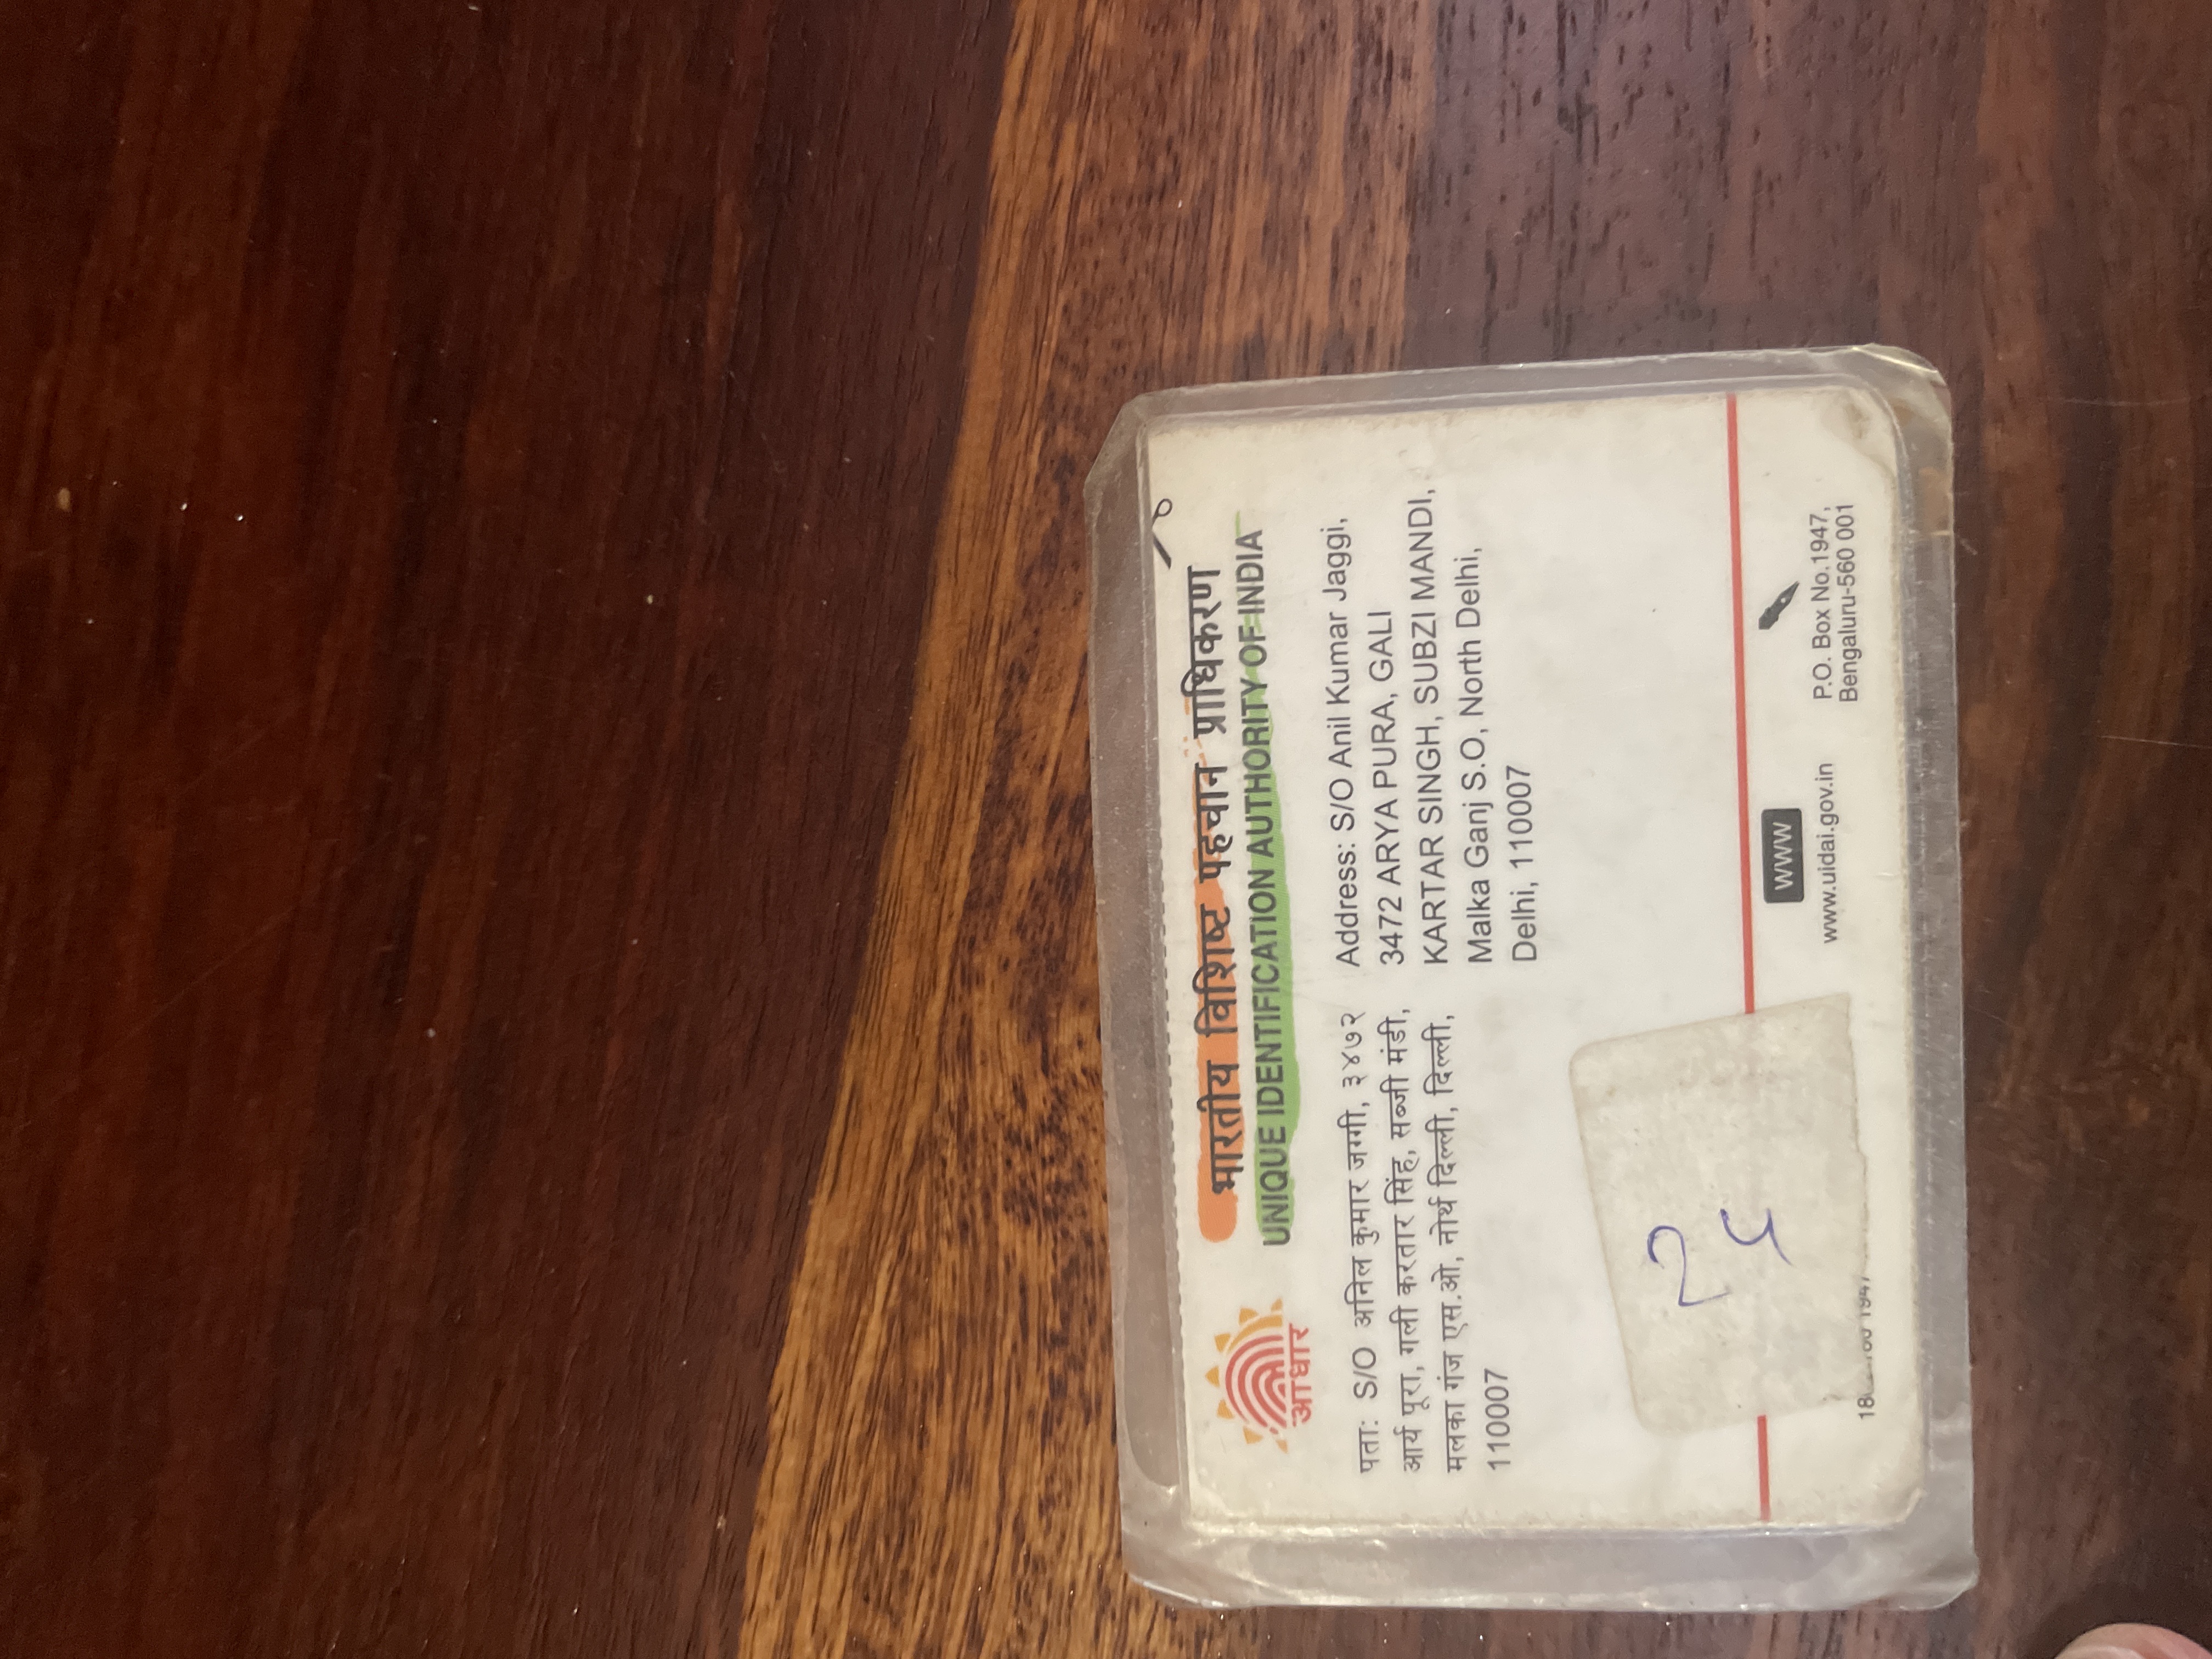 भारतीय विशिष्ट पहचान प्राधिकरण
UNIQUE IDENTIFICATION AUTHORITY OF INDIA
आधार
पता: S/O अनिल कुमार जग्गी, ३४७२
आर्य पूरा, गली करतार सिंह, सब्जी मंडी,
मलका गंज एस.ओ, नोर्थ दिल्ली, दिल्ली,
110007
Address: S/O Anil Kumar Jaggi,
3472 ARYA PURA, GALI
KARTAR SINGH, SUBZI MANDI,
Malka Ganj S.O, North Delhi,
Delhi, 110007
24
1947
WWW
www.uidai.gov.in
P.O. Box No.1947,
Bengaluru-560 001